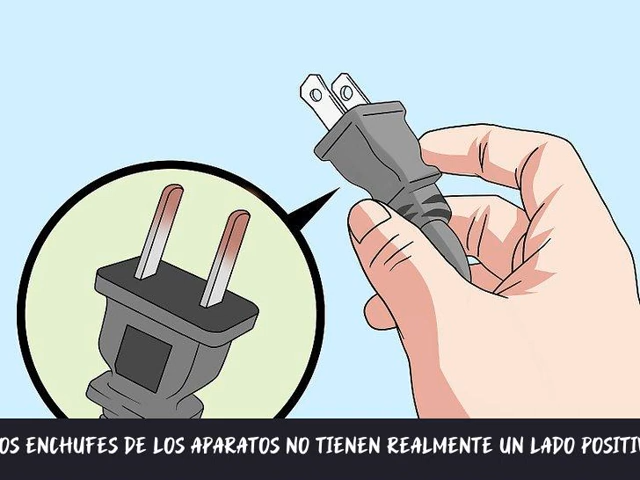 OS ENCHUFES DE LOS APARATOS NO TIENEN REALMENTE UN LADO POSITIV